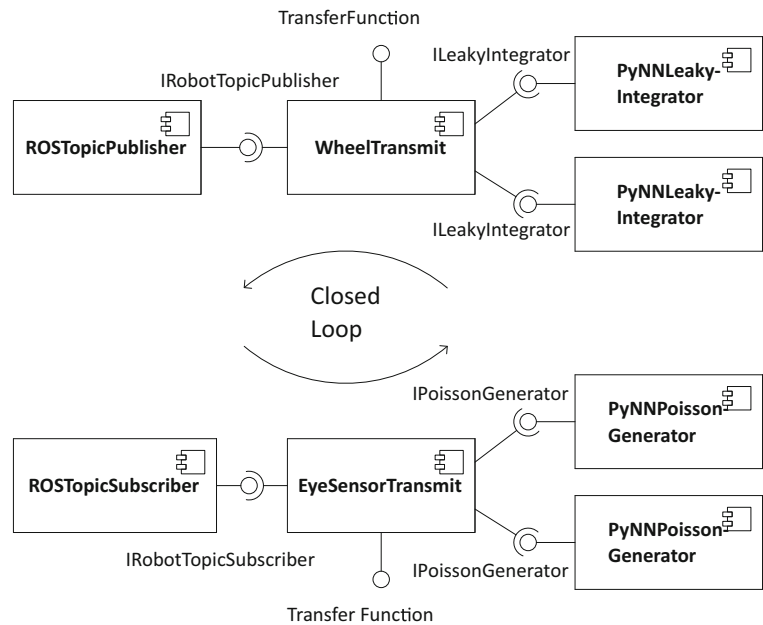 TransferFunction
ILeakyIntegrator
IRobotTopicPublisher
PyNNLeaky-
Integrator
ROSTopicPublisher
WheelTransmit
PyNNLeaky-
Integrator
ILeakyIntegrator
Closed
Loop
IPoissonGenerator
PyNNPoisson-
Generator
ROSTopicSubscriber
EyeSensorTransmit
PyNNPoisson-
Generator
IRobotTopicSubscriber
IPoissonGenerator
Transfer Function